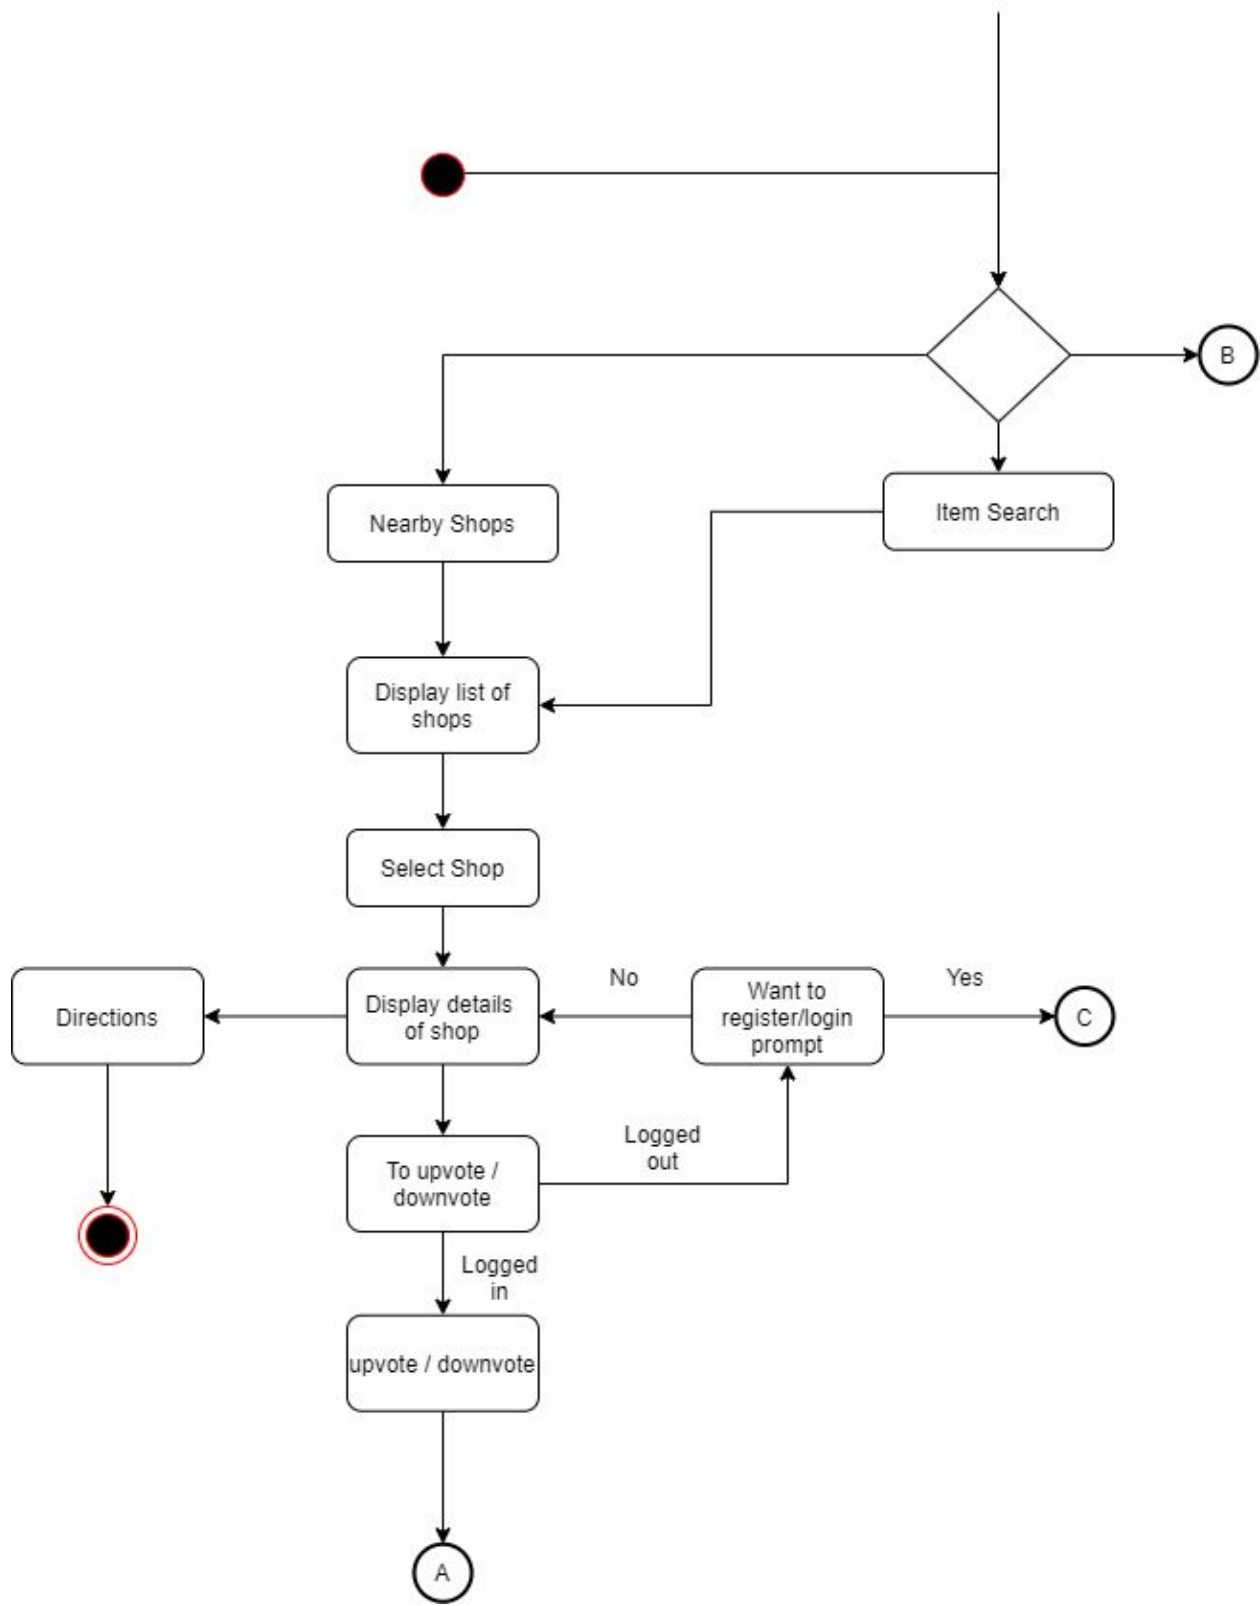 B
Nearby Shops
Item Search
Display list of
shops
Select Shop
Directions
Display details
of shop
No
Want to
register/login
prompt
Yes
C
To upvote /
downvote
Logged
out
Logged
in
upvote / downvote
A